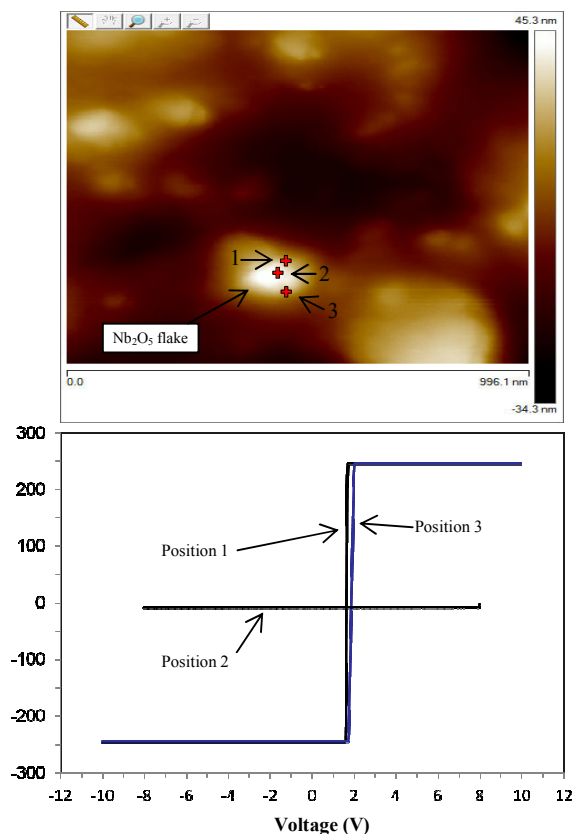 45.3 nm
1
2
3
Nb₂O₅ flake
0.0 996.1 nm
-34.3 nm
300
200
100
0
-100
-200
-300
Position 1
Position 3
Position 2
-12 -10 -8 -6 -4 -2 0 2 4 6 8 10 12
Voltage (V)